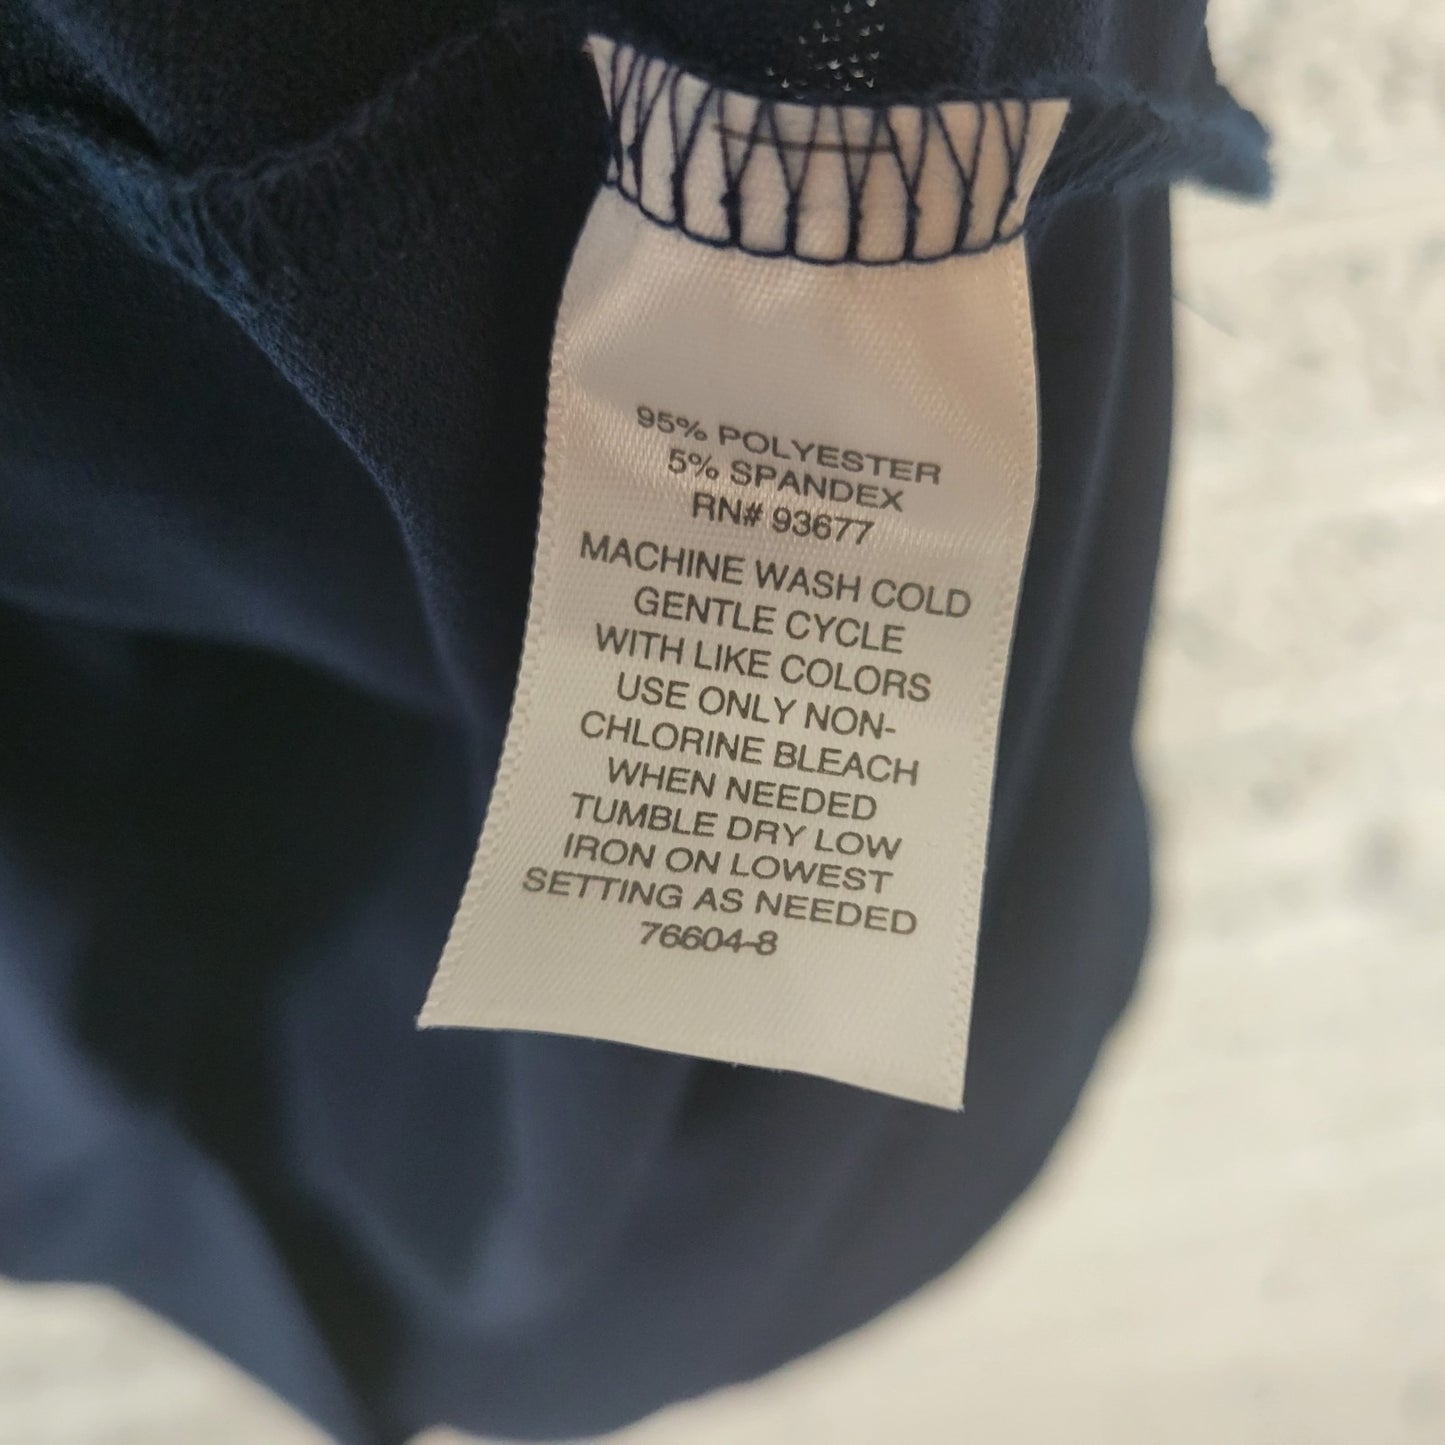 95% POLYESTER
5% SPANDEX
RN# 93677
MACHINE WASH COLD
GENTLE CYCLE
WITH LIKE COLORS
USE ONLY NON-
CHLORINE BLEACH
WHEN NEEDED
TUMBLE DRY LOW
IRON ON LOWEST
SETTING AS NEEDED
76604-8